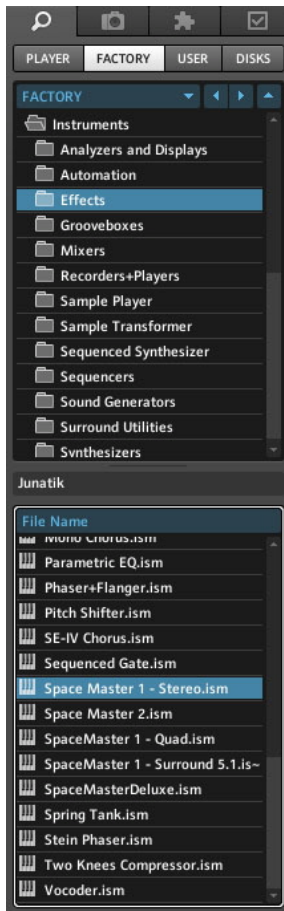 PLAYER FACTORY USER DISKS
FACTORY
Instruments
Analyzers and Displays
Automation
Effects
Grooveboxes
Mixers
Recorders+Players
Sample Player
Sample Transformer
Sequenced Synthesizer
Sequencers
Sound Generators
Surround Utilities
Synthesizers
Junatik
File Name
Mono Chorus.ism
Parametric EQ.ism
Phaser+Flanger.ism
Pitch Shifter.ism
SE-IV Chorus.ism
Sequenced Gate.ism
Space Master 1 - Stereo.ism
Space Master 2.ism
SpaceMaster 1 - Quad.ism
SpaceMaster 1 - Surround 5.1.is~
SpaceMasterDeluxe.ism
Spring Tank.ism
Stein Phaser.ism
Two Knees Compressor.ism
Vocoder.ism